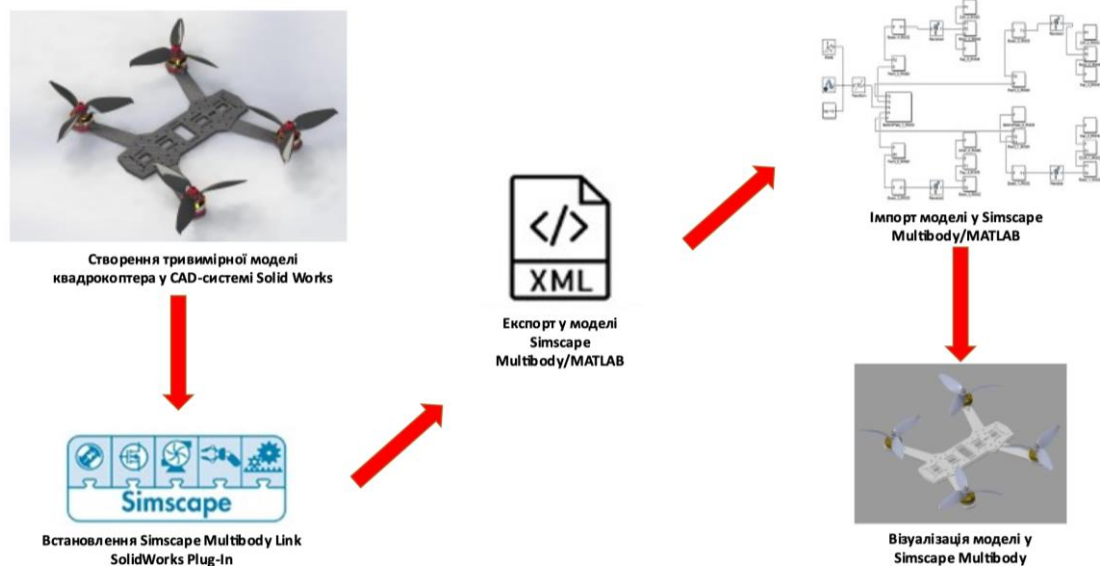 Створення тривимірної моделі
квадрокоптера у CAD-системі Solid Works
Simscape
Встановлення Simscape Multibody Link
SolidWorks Plug-In
</>
XML
Експорт у моделі
Simscape
Multibody/MATLAB
Імпорт моделі у Simscape
Multibody/MATLAB
Візуалізація моделі у
Simscape Multibody